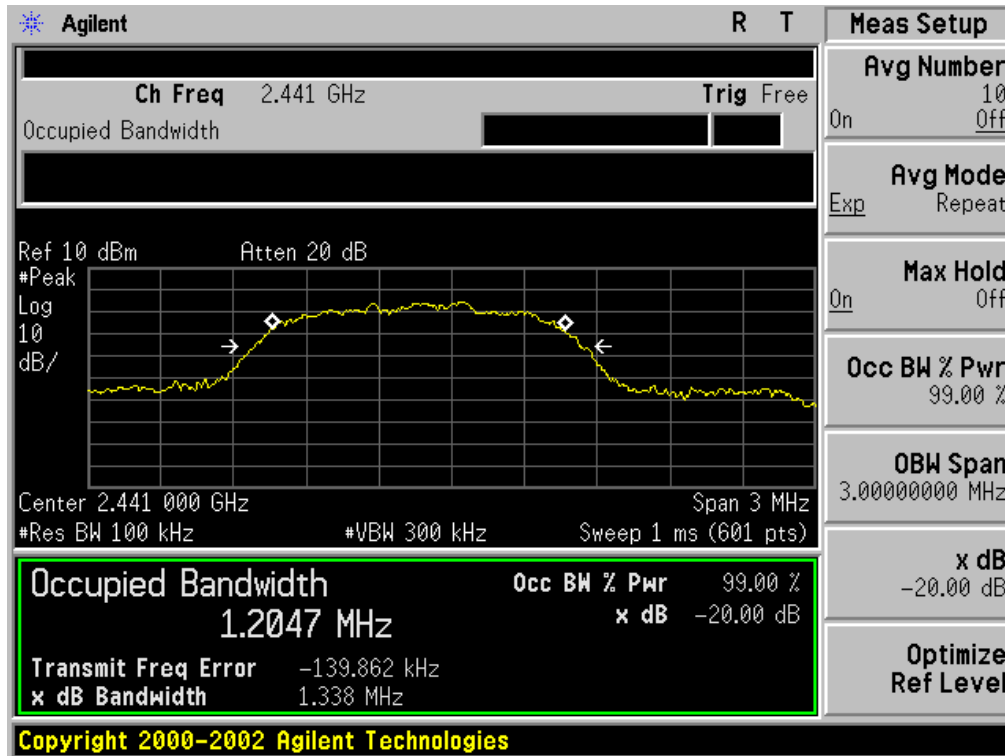 Agilent R T
Ch Freq 2.441 GHz Trig Free
Occupied Bandwidth
Ref 10 dBm Atten 20 dB
#Peak
Log
10
dB/
Center 2.441 000 GHz Span 3 MHz
#Res BW 100 kHz #VBW 300 kHz Sweep 1 ms (601 pts)
Occupied Bandwidth Occ BW % Pwr 99.00 %
1.2047 MHz x dB -20.00 dB
Transmit Freq Error -139.862 kHz
x dB Bandwidth 1.338 MHz
Copyright 2000-2002 Agilent Technologies
Meas Setup
Avg Number
10
On Off
Avg Mode
Exp Repeat
Max Hold
On Off
Occ BW % Pwr
99.00 %
OBW Span
3.00000000 MHz
x dB
-20.00 dB
Optimize
Ref Level